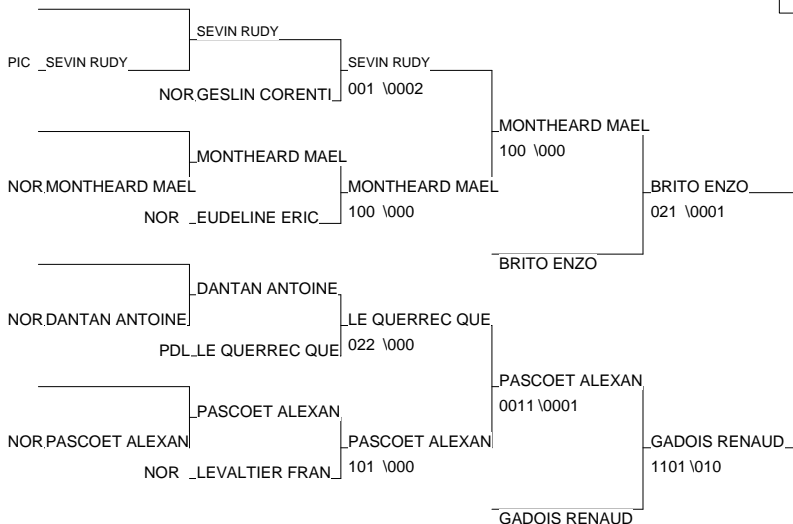 SEVIN RUDY
PIC SEVIN RUDY SEVIN RUDY
NOR GESLIN CORENTI 001 \0002
MONTHEARD MAEL
MONTHEARD MAEL 100 \000
NOR MONTHEARD MAEL MONTHEARD MAEL BRITO ENZO
NOR EUDELINE ERIC 100 \000 021 \0001
BRITO ENZO
DANTAN ANTOINE
NOR DANTAN ANTOINE LE QUERREC QUE
PDL LE QUERREC QUE 022 \000
PASCOET ALEXAN
PASCOET ALEXAN 0011 \0001
NOR PASCOET ALEXAN PASCOET ALEXAN GADOIS RENAUD
NOR LEVALTIER FRAN 101 \000 1101 \010
GADOIS RENAUD